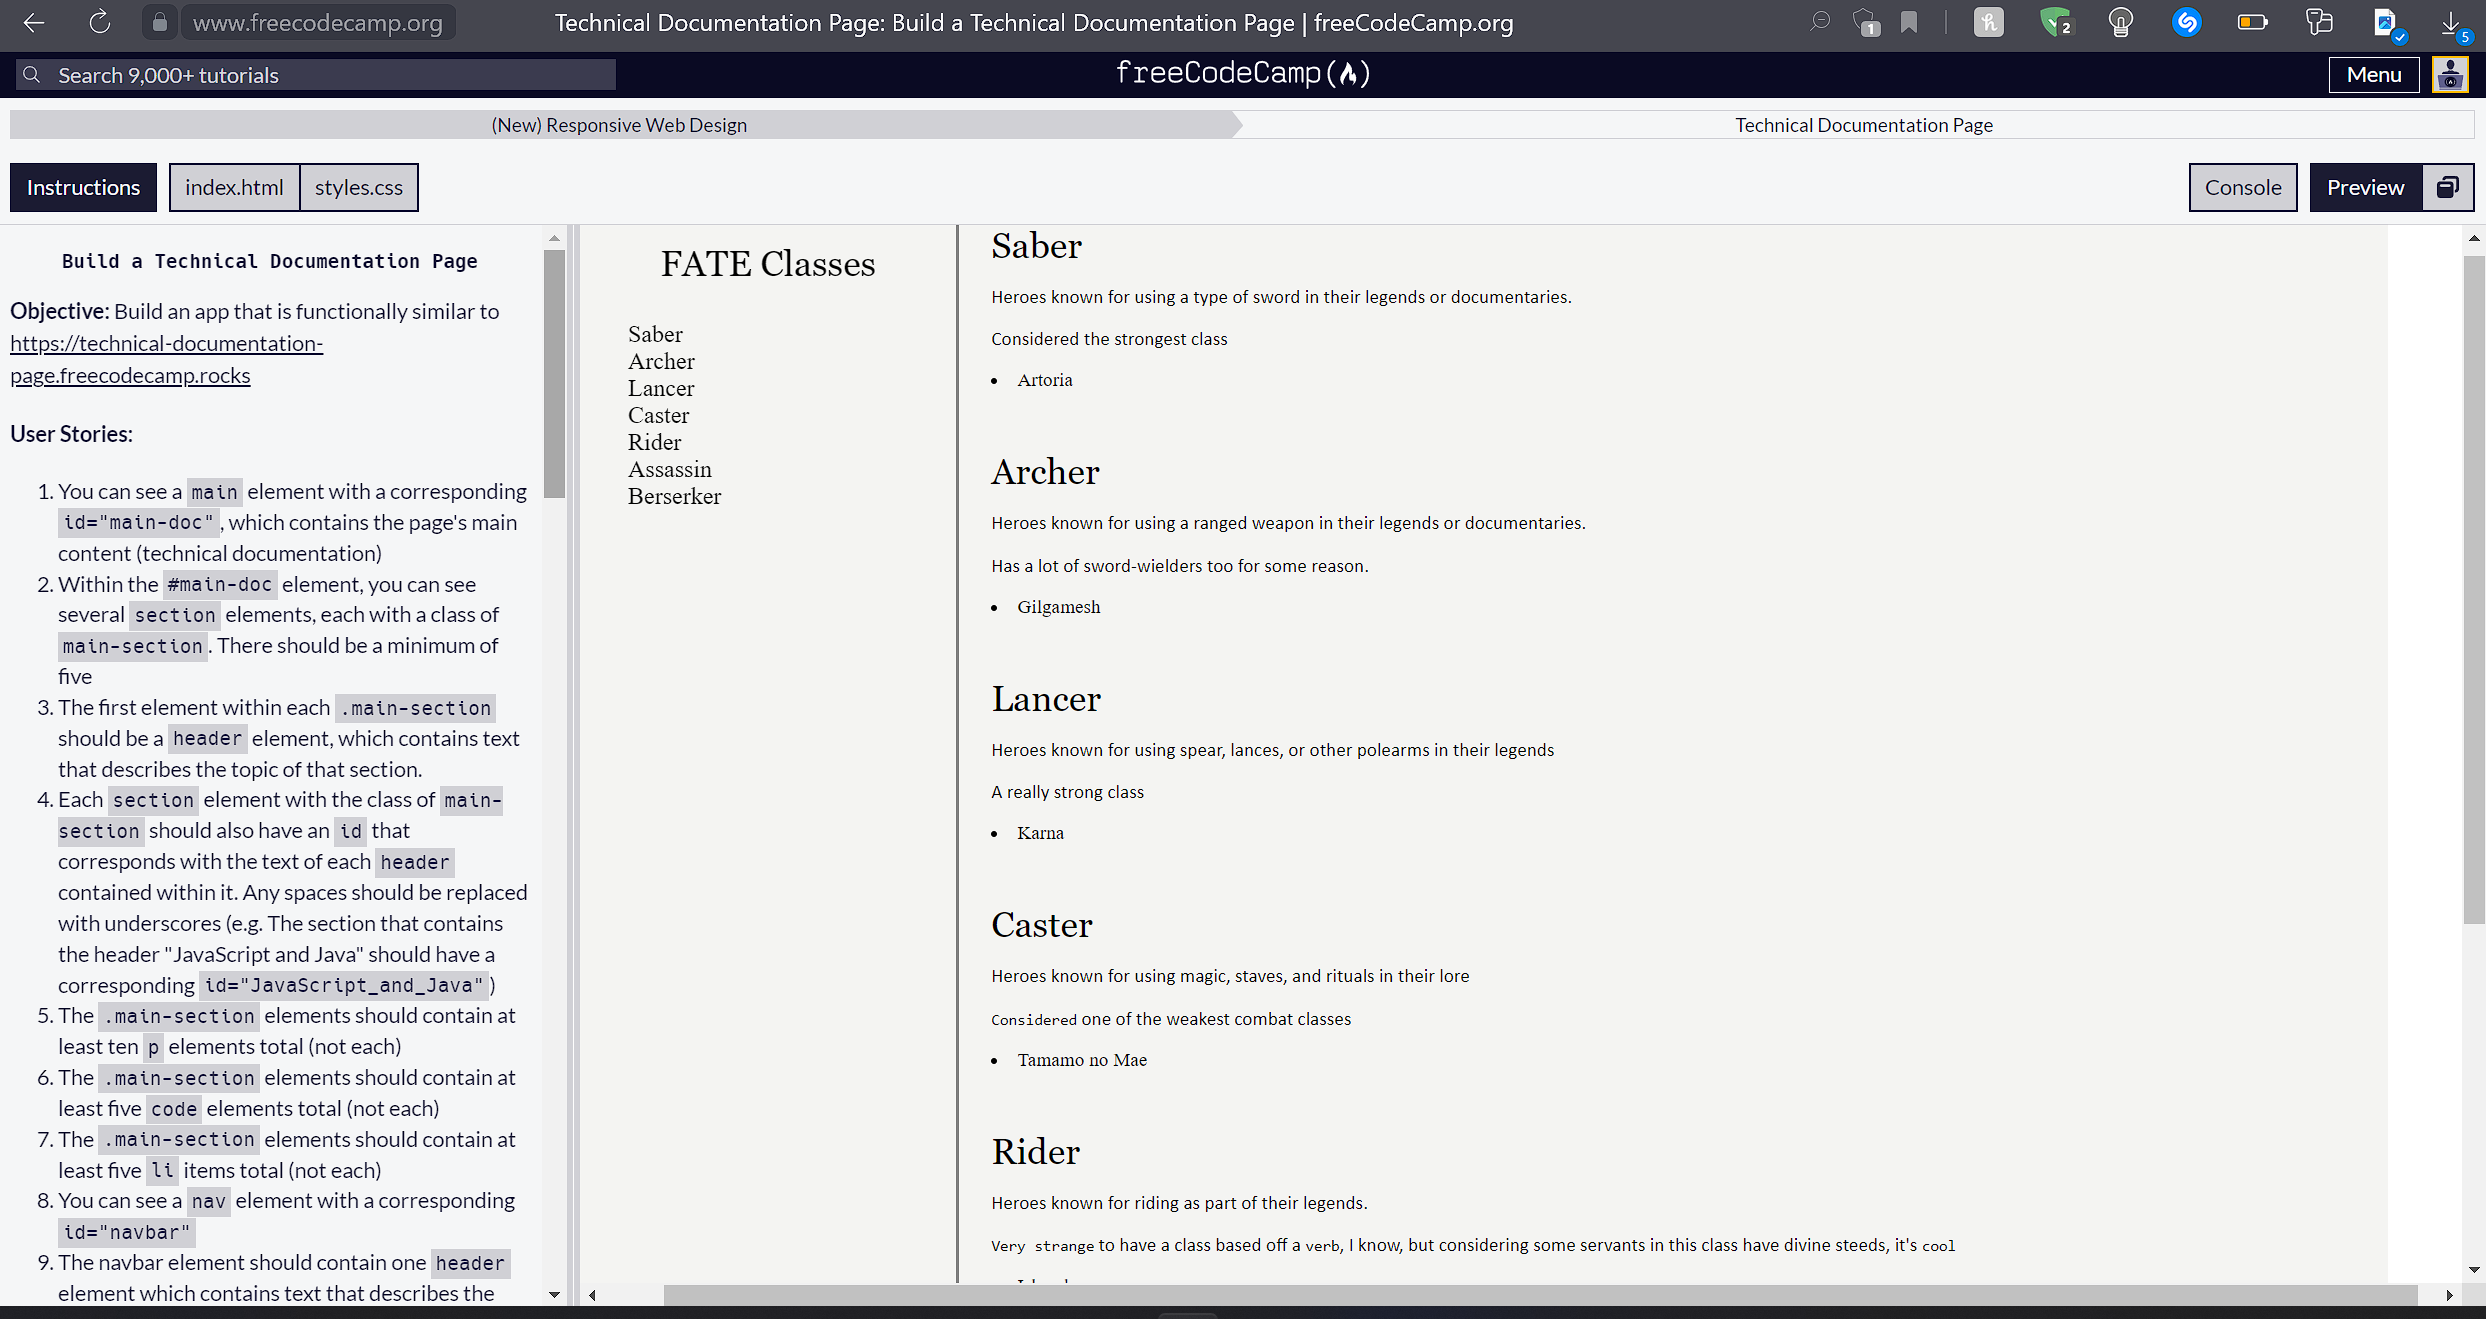 www.freecodecamp.org
Technical Documentation Page: Build a Technical Documentation Page | freeCodeCamp.org
1
2
5
Search 9,000+ tutorials
freeCodeCamp(🔥)
Menu
(New) Responsive Web Design
Technical Documentation Page
Instructions
index.html
styles.css
Console
Preview
Build a Technical Documentation Page
Objective: Build an app that is functionally similar to
https://technical-documentation-
page.freecodecamp.rocks
User Stories:
1. You can see a main element with a corresponding
id="main-doc", which contains the page's main
content (technical documentation)
2. Within the #main-doc element, you can see
several section elements, each with a class of
main-section. There should be a minimum of
five
3. The first element within each .main-section
should be a header element, which contains text
that describes the topic of that section.
4. Each section element with the class of main-
section should also have an id that
corresponds with the text of each header
contained within it. Any spaces should be replaced
with underscores (e.g. The section that contains
the header "JavaScript and Java" should have a
corresponding id="JavaScript_and_Java")
5. The .main-section elements should contain at
least ten p elements total (not each)
6. The .main-section elements should contain at
least five code elements total (not each)
7. The .main-section elements should contain at
least five li items total (not each)
8. You can see a nav element with a corresponding
id="navbar"
9. The navbar element should contain one header
element which contains text that describes the
FATE Classes
Saber
Archer
Lancer
Caster
Rider
Assassin
Berserker
Saber
Heroes known for using a type of sword in their legends or documentaries.
Considered the strongest class
• Artoria
Archer
Heroes known for using a ranged weapon in their legends or documentaries.
Has a lot of sword-wielders too for some reason.
• Gilgamesh
Lancer
Heroes known for using spear, lances, or other polearms in their legends
A really strong class
• Karna
Caster
Heroes known for using magic, staves, and rituals in their lore
Considered one of the weakest combat classes
• Tamamo no Mae
Rider
Heroes known for riding as part of their legends.
Very strange to have a class based off a verb, I know, but considering some servants in this class have divine steeds, it's cool